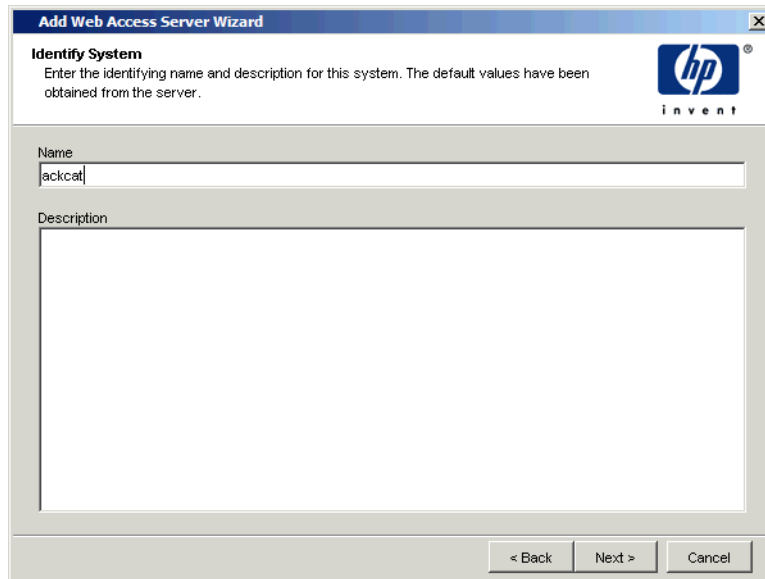 Add Web Access Server Wizard
Identify System
Enter the identifying name and description for this system. The default values have been
obtained from the server.
hp
®
invent
Name
ackcat
Description
< Back
Next >
Cancel